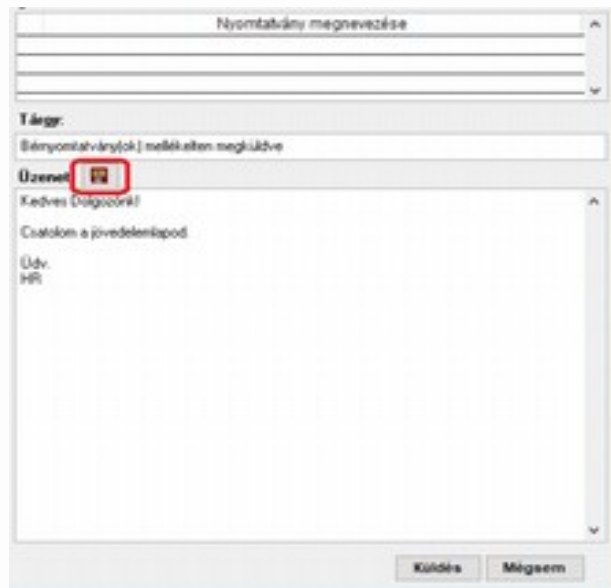 Nyomtatvány megnevezése
Tárgy:
Bérnyomtatvány(ok) mellékelten megküldve
Üzenet
Kedves Dolgozónk!
Csatolom a jövedelemlapod.
Üdv.
HR
Küldés Mégsem